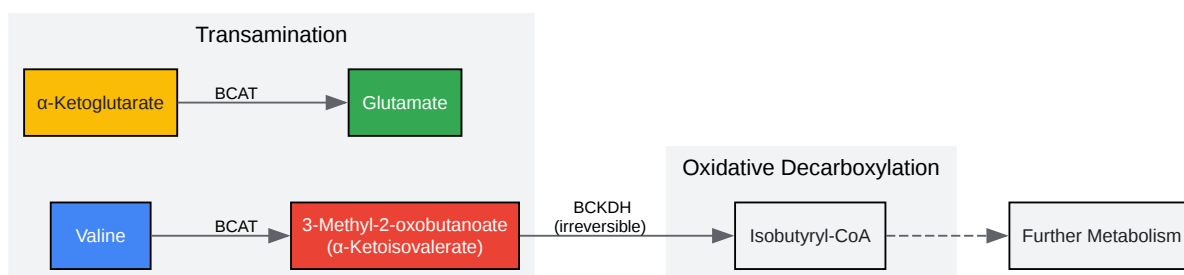 Transamination
α-Ketoglutarate
BCAT
Glutamate
Valine
BCAT
3-Methyl-2-oxobutanoate
(α-Ketoisovalerate)
BCKDH
(irreversible)
Oxidative Decarboxylation
Isobutyryl-CoA
Further Metabolism